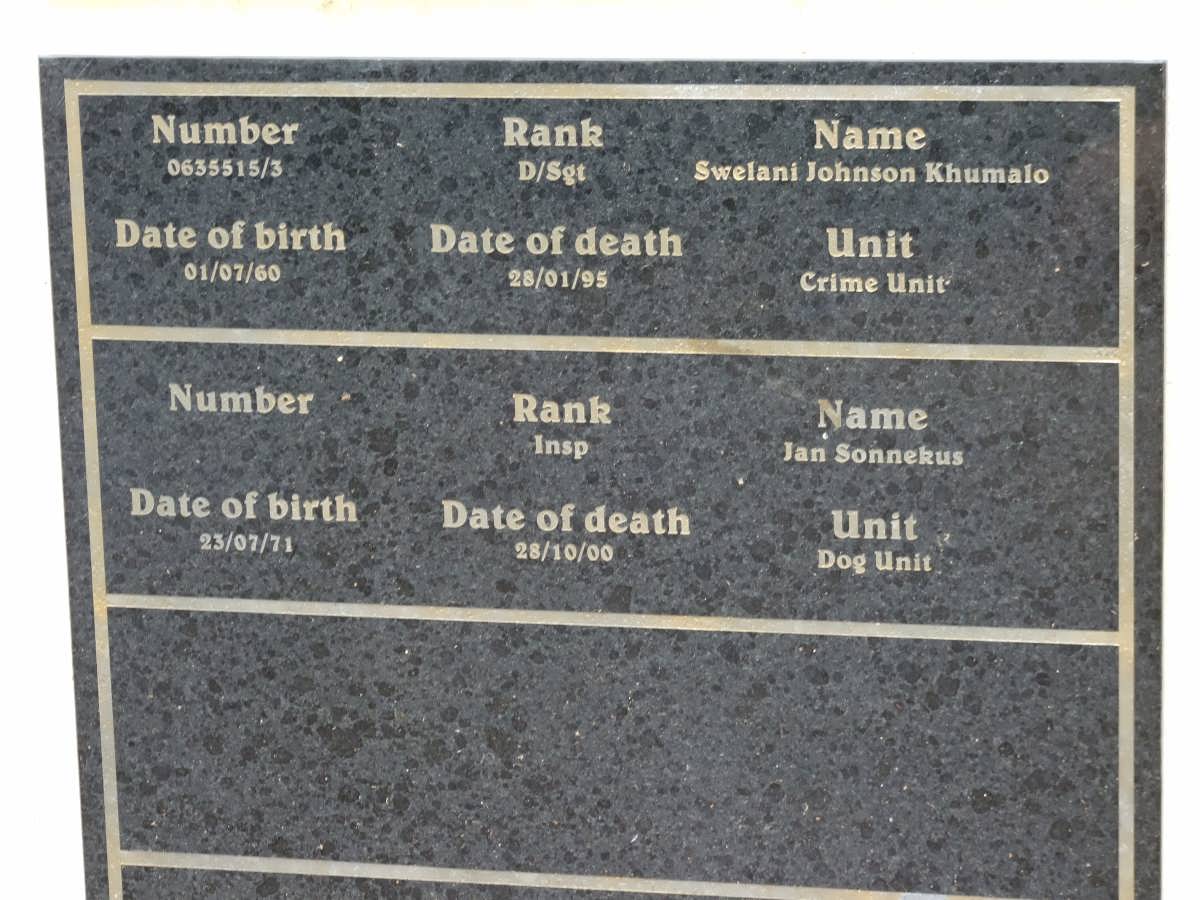 Number Rank Name
0635515/3 D/Sgt Swelani Johnson Khumalo
Date of birth Date of death Unit
01/07/60 28/01/95 Crime Unit
Number Rank Name
Insp Jan Sonnekus
Date of birth Date of death Unit
23/07/71 28/10/00 Dog Unit